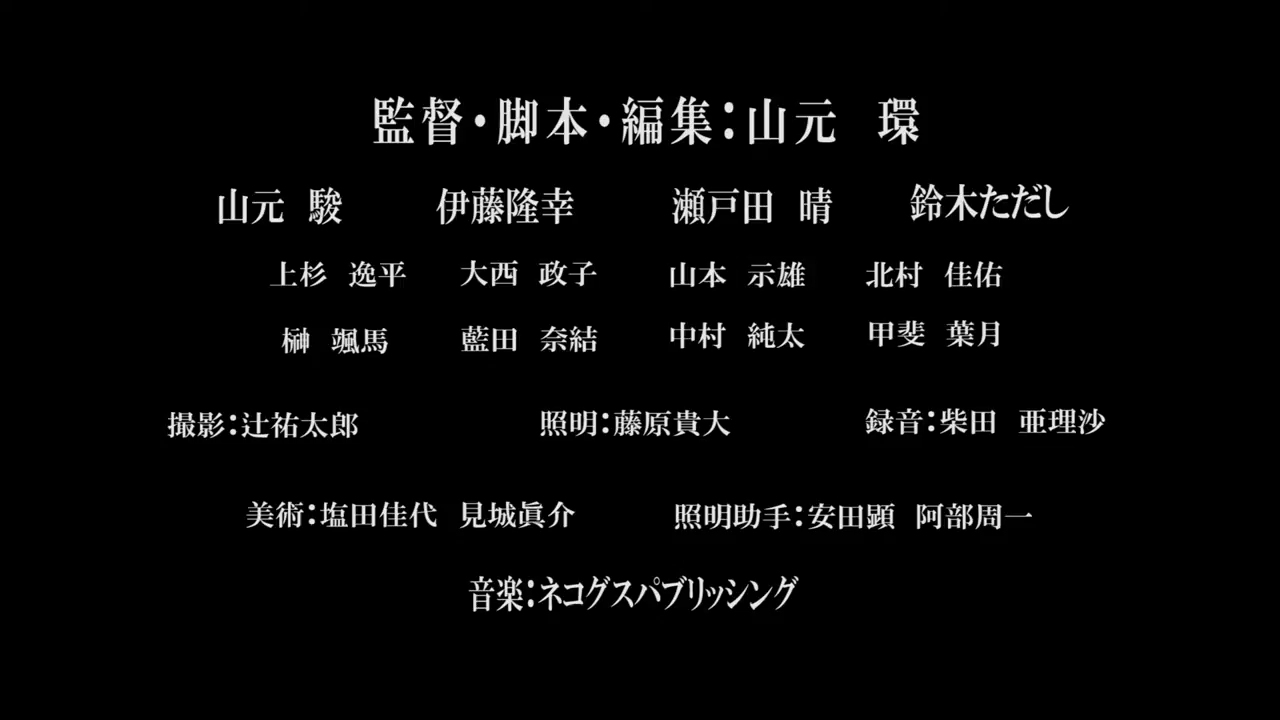 監督・脚本・編集：山元　環
山元　駿　伊藤隆幸　瀬戸田　晴　鈴木ただし
上杉　逸平　大西　政子　山本　示雄　北村　佳佑
榊　颯馬　藍田　奈結　中村　純太　甲斐　葉月
撮影：辻祐太郎　照明：藤原貴大　録音：柴田　亜理沙
美術：塩田佳代　見城眞介　照明助手：安田顕　阿部周一
音楽：ネコグスパブリッシング